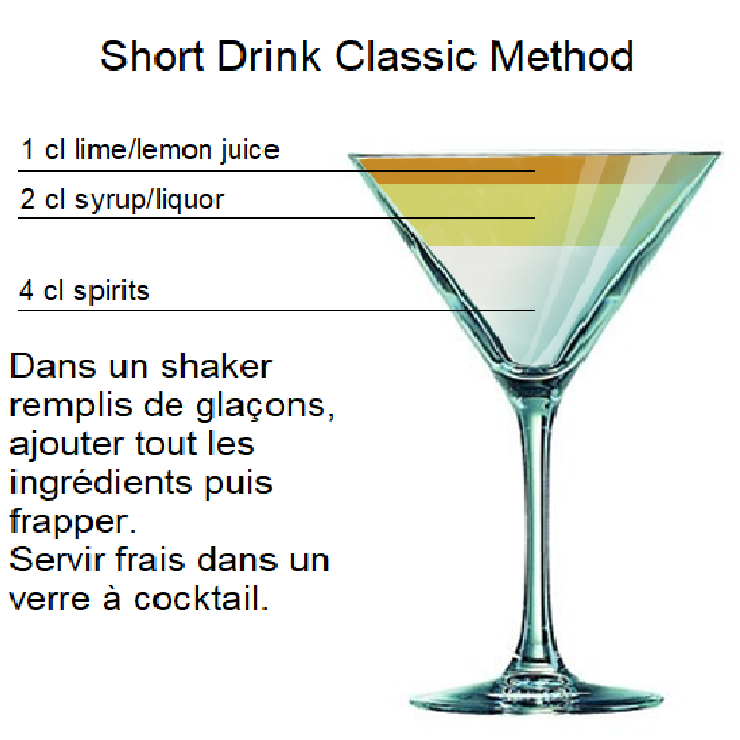 Short Drink Classic Method
1 cl lime/lemon juice
2 cl syrup/liquor
4 cl spirits
Dans un shaker
remplis de glaçons,
ajouter tout les
ingrédients puis
frapper.
Servir frais dans un
verre à cocktail.